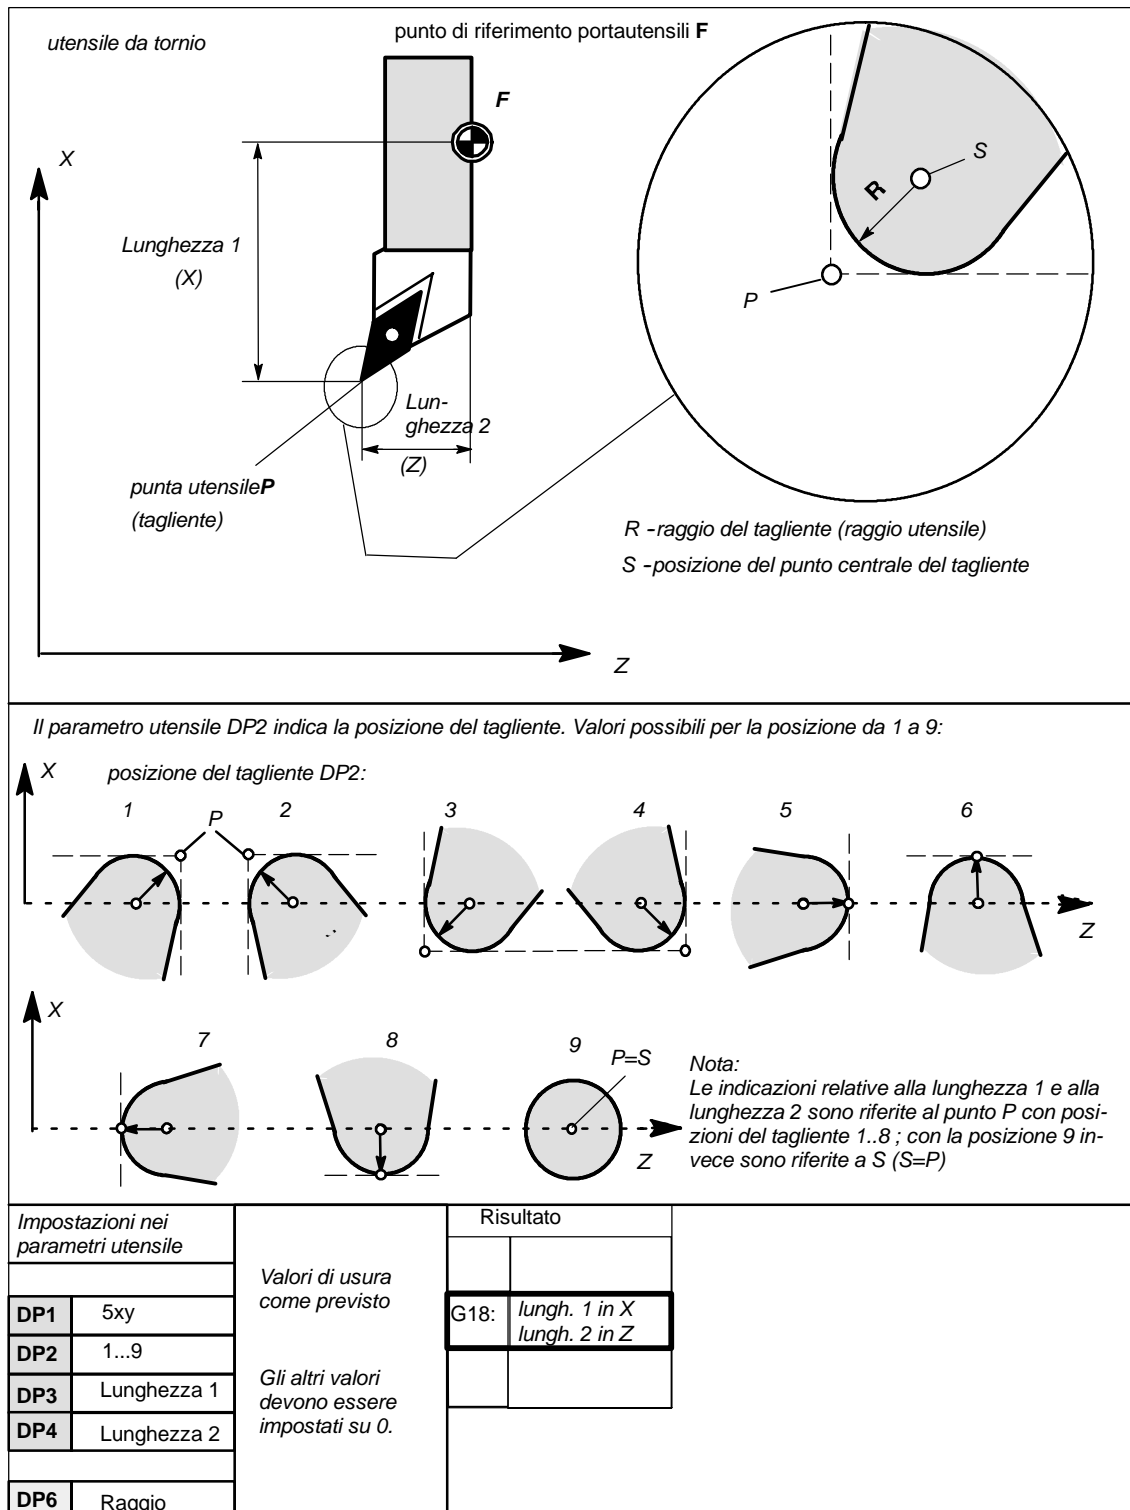 utensile da tornio
punto di riferimento portautensili F
F
X
S
R
Lunghezza 1
(X)
P
Lun-
ghezza 2
(Z)
punta utensileP
(tagliente)
R -raggio del tagliente (raggio utensile)
S -posizione del punto centrale del tagliente
Z
Il parametro utensile DP2 indica la posizione del tagliente. Valori possibili per la posizione da 1 a 9:
X
posizione del tagliente DP2:
1
P
2
3
4
5
6
Z
X
7
8
9
P=S
Z
Nota:
Le indicazioni relative alla lunghezza 1 e alla
lunghezza 2 sono riferite al punto P con posi-
zioni del tagliente 1..8 ; con la posizione 9 in-
vece sono riferite a S (S=P)
Impostazioni nei
parametri utensile
DP1 5xy
DP2 1...9
DP3 Lunghezza 1
DP4 Lunghezza 2
DP6 Raggio
Valori di usura
come previsto
Gli altri valori
devono essere
impostati su 0.
Risultato
G18: lungh. 1 in X
lungh. 2 in Z